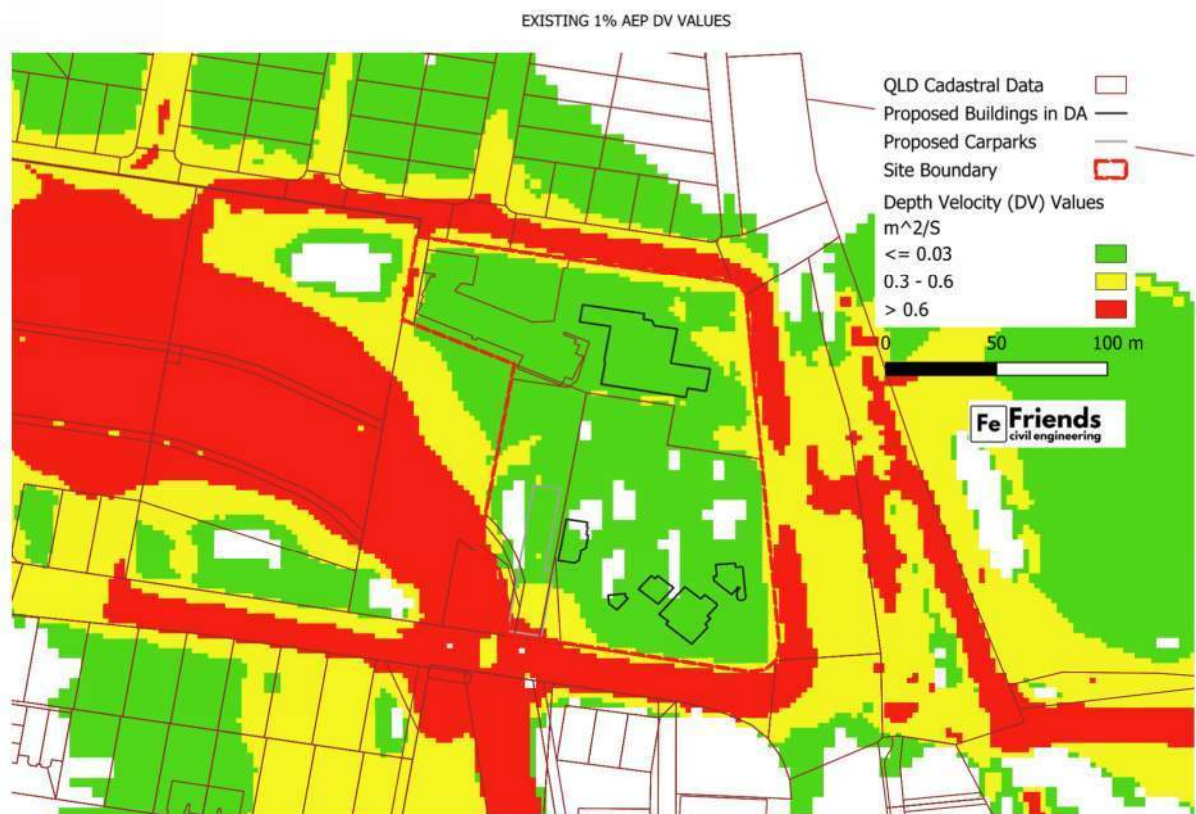 EXISTING 1% AEP DV VALUES
QLD Cadastral Data
Proposed Buildings in DA
Proposed Carparks
Site Boundary
Depth Velocity (DV) Values
m^2/S
<= 0.03
0.3 - 0.6
> 0.6
0 50 100 m
Fe Friends
civil engineering